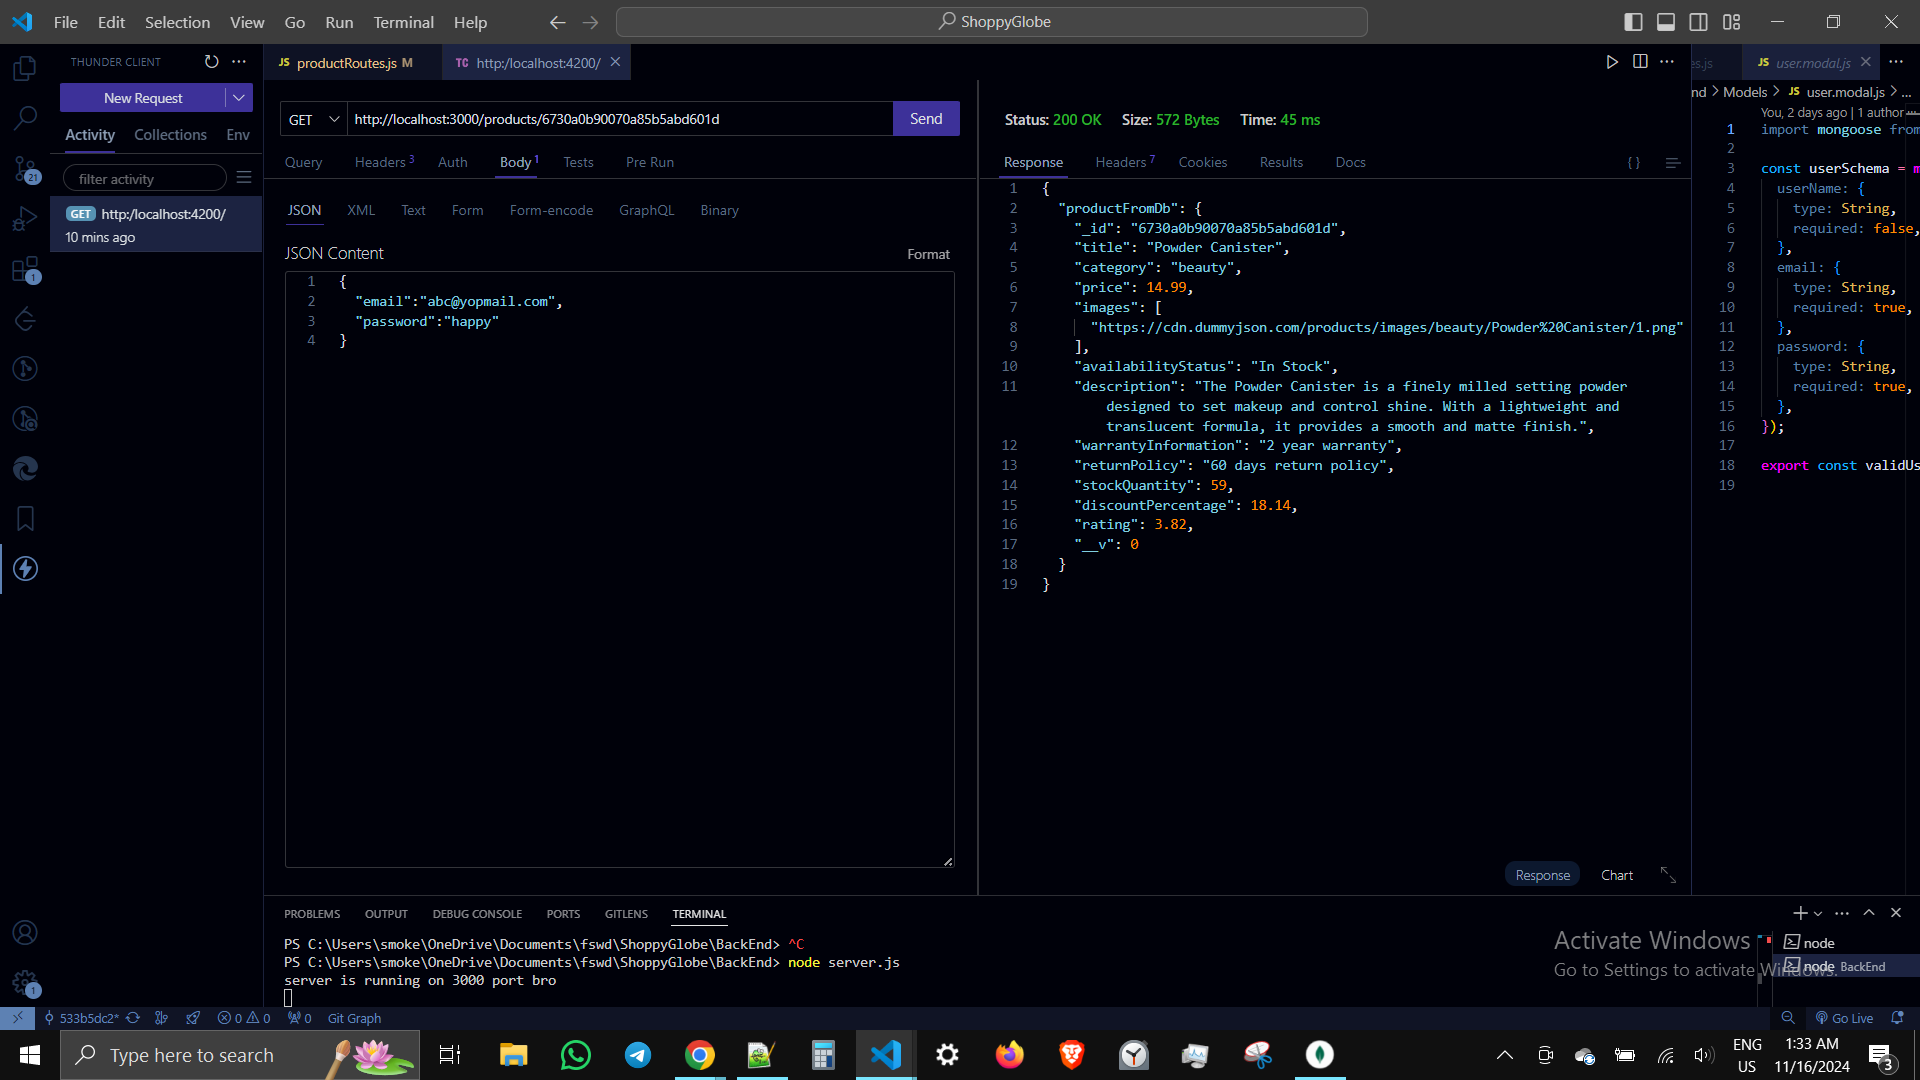 File Edit Selection View Go Run Terminal Help
ShoppyGlobe
THUNDER CLIENT
New Request
Activity Collections Env
filter activity
GET http:/localhost:4200/
10 mins ago
21
1
1
JS productRoutes.js M
TC http:/localhost:4200/
GET http://localhost:3000/products/6730a0b90070a85b5abd601d Send
Query Headers 3 Auth Body 1 Tests Pre Run
JSON XML Text Form Form-encode GraphQL Binary
JSON Content Format
1 {
2 "email":"abc@yopmail.com",
3 "password":"happy"
4 }
Status: 200 OK Size: 572 Bytes Time: 45 ms
Response Headers 7 Cookies Results Docs { }
1 {
2 "productFromDb": {
3 "_id": "6730a0b90070a85b5abd601d",
4 "title": "Powder Canister",
5 "category": "beauty",
6 "price": 14.99,
7 "images": [
8 "https://cdn.dummyjson.com/products/images/beauty/Powder%20Canister/1.png"
9 ],
10 "availabilityStatus": "In Stock",
11 "description": "The Powder Canister is a finely milled setting powder
designed to set makeup and control shine. With a lightweight and
translucent formula, it provides a smooth and matte finish.",
12 "warrantyInformation": "2 year warranty",
13 "returnPolicy": "60 days return policy",
14 "stockQuantity": 59,
15 "discountPercentage": 18.14,
16 "rating": 3.82,
17 "__v": 0
18 }
19 }
Response Chart
es.js JS user.modal.js
nd > Models > JS user.modal.js > ...
You, 2 days ago | 1 author
1 import mongoose from
2
3 const userSchema = m
4 userName: {
5 type: String,
6 required: false,
7 },
8 email: {
9 type: String,
10 required: true,
11 },
12 password: {
13 type: String,
14 required: true,
15 },
16 });
17
18 export const validUs
19
PROBLEMS OUTPUT DEBUG CONSOLE PORTS GITLENS TERMINAL
PS C:\Users\smoke\OneDrive\Documents\fswd\ShoppyGlobe\BackEnd> ^C
PS C:\Users\smoke\OneDrive\Documents\fswd\ShoppyGlobe\BackEnd> node server.js
server is running on 3000 port bro
node
node BackEnd
Activate Windows
Go to Settings to activate Windows.
533b5dc2* 0 0 0 Git Graph Go Live
Type here to search
ENG
US
1:33 AM
11/16/2024
3